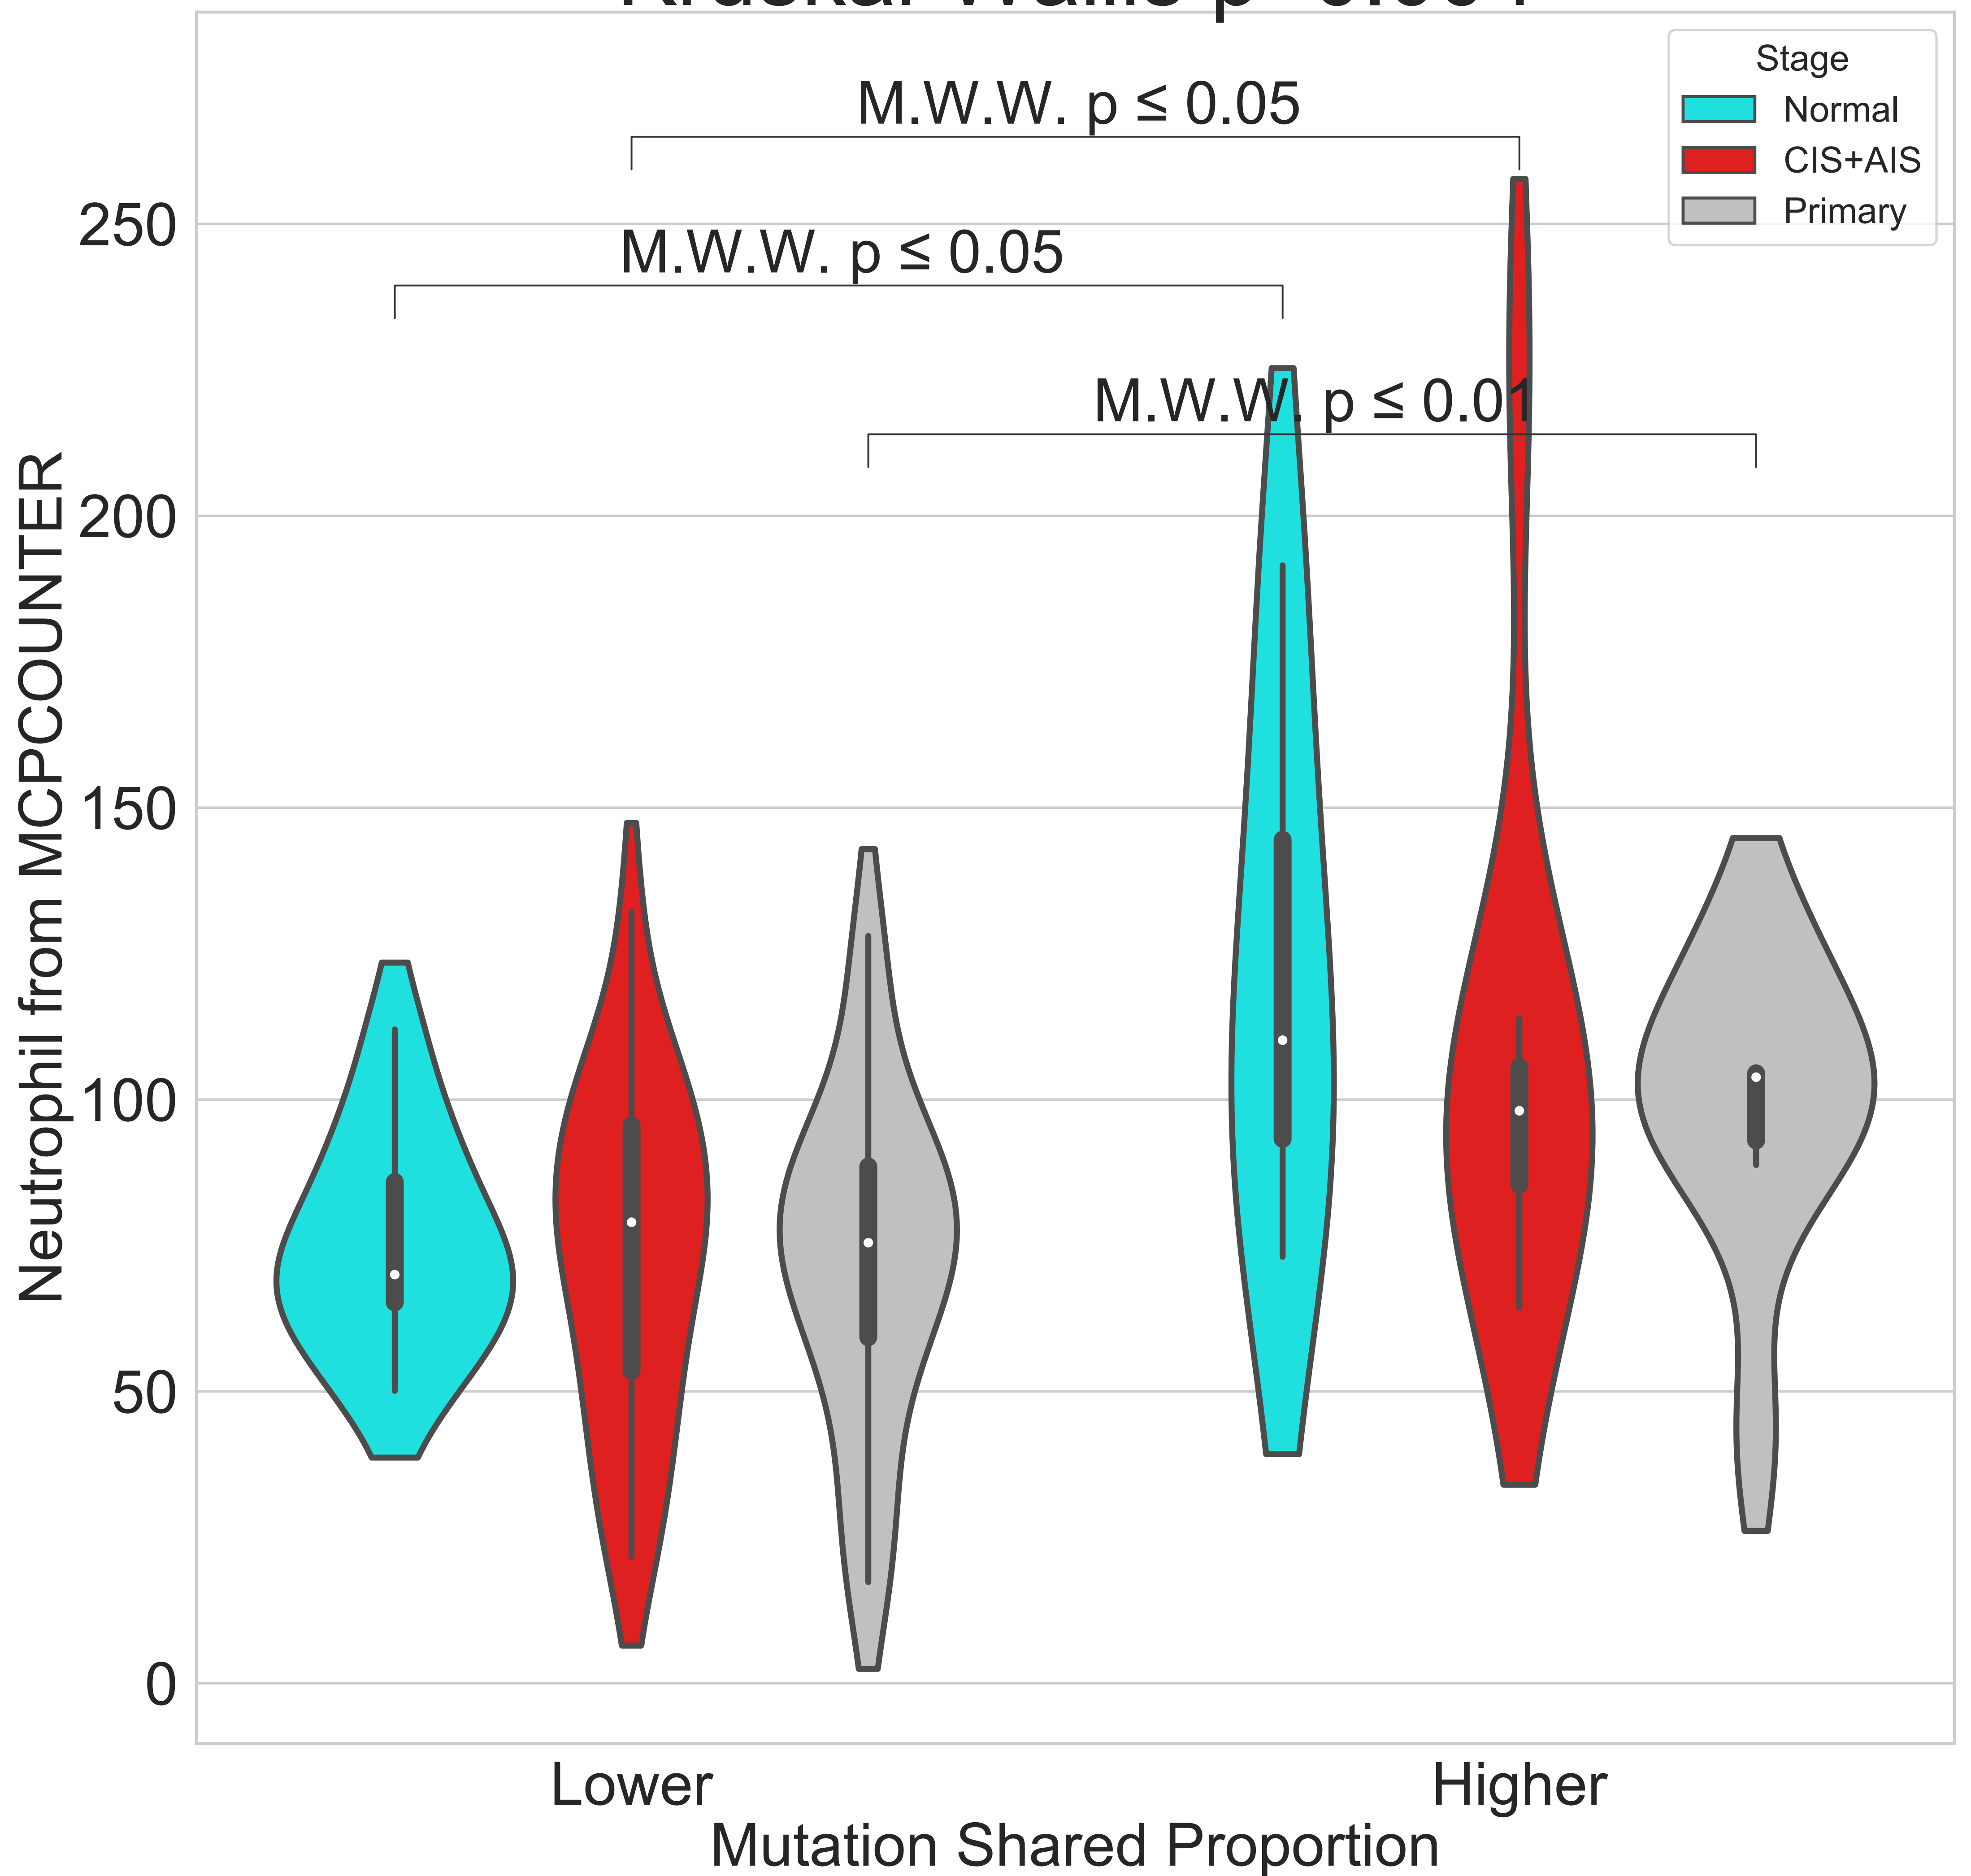 Stage
Normal
CIS+AIS
Primary
M.W.W. p ≤ 0.05
M.W.W. p ≤ 0.05
M.W.W. p ≤ 0.01
250
200
150
100
50
0
Neutrophil from MCPCOUNTER
Lower
Higher
Mutation Shared Proportion